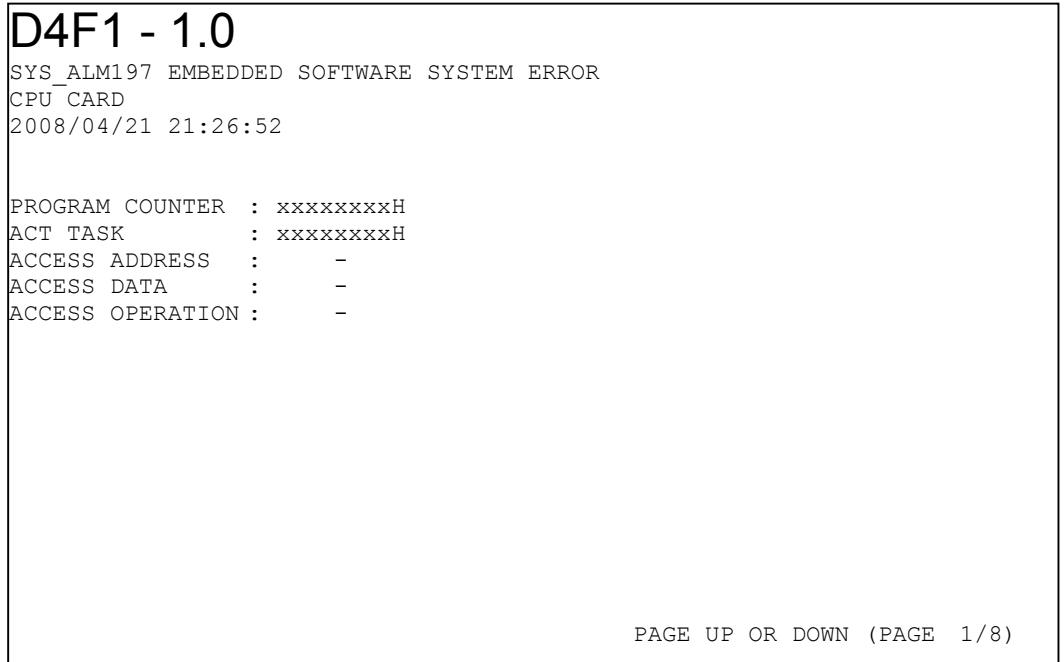 D4F1 - 1.0
SYS_ALM197 EMBEDDED SOFTWARE SYSTEM ERROR
CPU CARD
2008/04/21 21:26:52
PROGRAM COUNTER : xxxxxxxxH
ACT TASK : xxxxxxxxH
ACCESS ADDRESS : -
ACCESS DATA : -
ACCESS OPERATION : -
PAGE UP OR DOWN (PAGE 1/8)